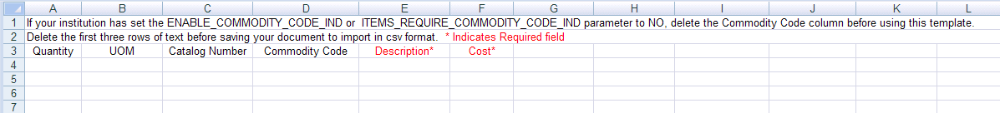 A B C D E F G H I J K L
1 If your institution has set the ENABLE_COMMODITY_CODE_IND or ITEMS_REQUIRE_COMMODITY_CODE_IND parameter to NO, delete the Commodity Code column before using this template.
2 Delete the first three rows of text before saving your document to import in csv format. * Indicates Required field
3 Quantity UOM Catalog Number Commodity Code Description* Cost*
4
5
6
7